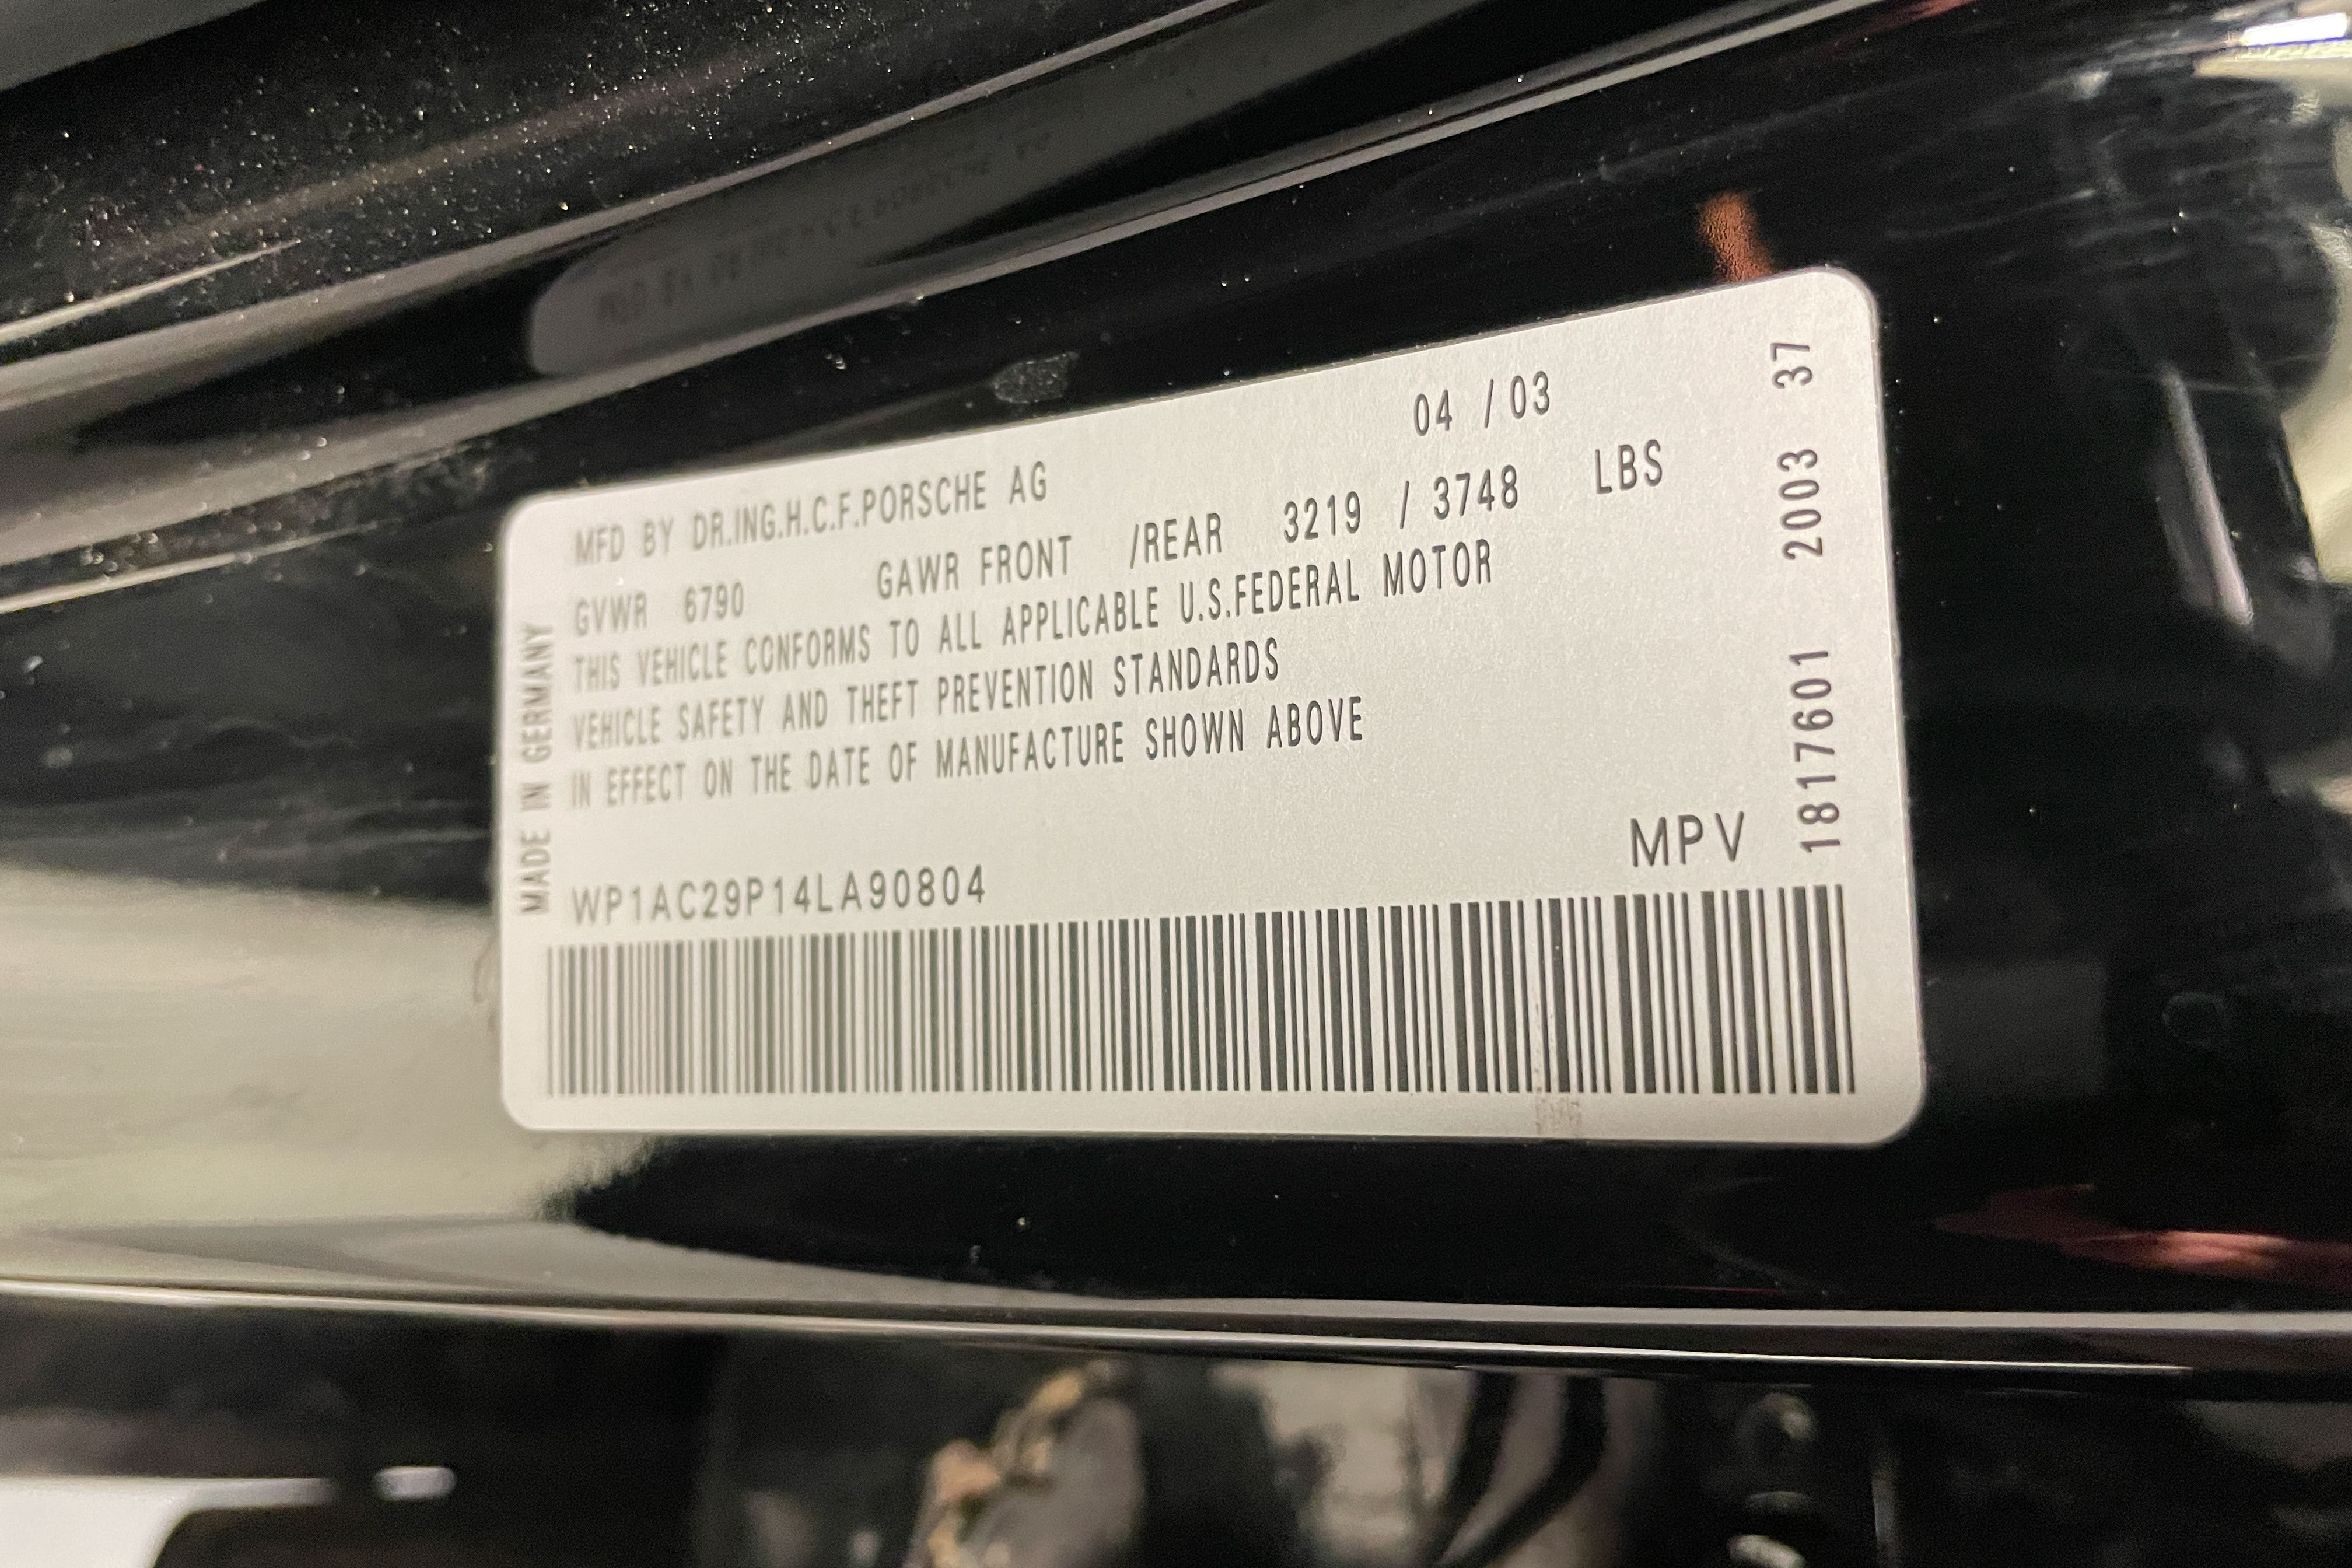 04 /03
MFD BY DR.ING.H.C.F.PORSCHE AG
GVWR 6790 GAWR FRONT /REAR 3219 / 3748 LBS
THIS VEHICLE CONFORMS TO ALL APPLICABLE U.S.FEDERAL MOTOR
VEHICLE SAFETY AND THEFT PREVENTION STANDARDS
IN EFFECT ON THE DATE OF MANUFACTURE SHOWN ABOVE
MPV
WP1AC29P14LA90804
MADE IN GERMANY
1817601 2003 37